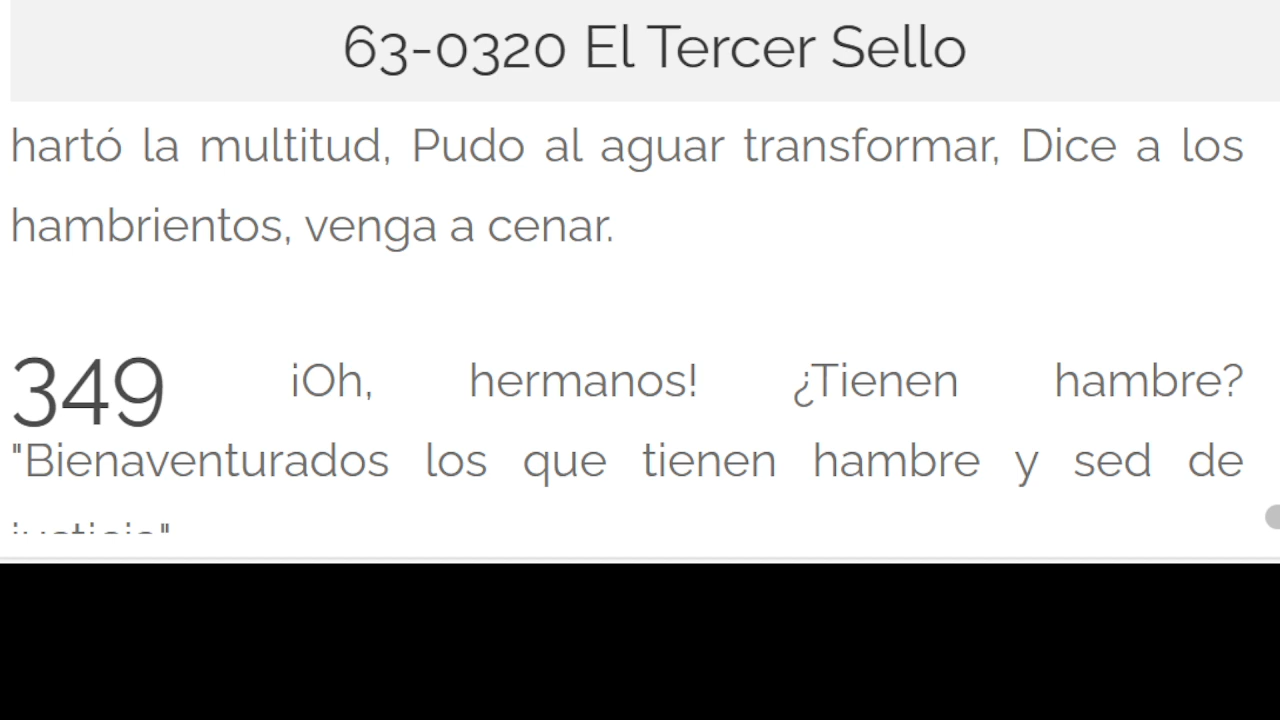 63-0320 El Tercer Sello
hartó la multitud, Pudo al aguar transformar, Dice a los
hambrientos, venga a cenar.
349 ¡Oh, hermanos! ¿Tienen hambre?
"Bienaventurados los que tienen hambre y sed de
justicia"